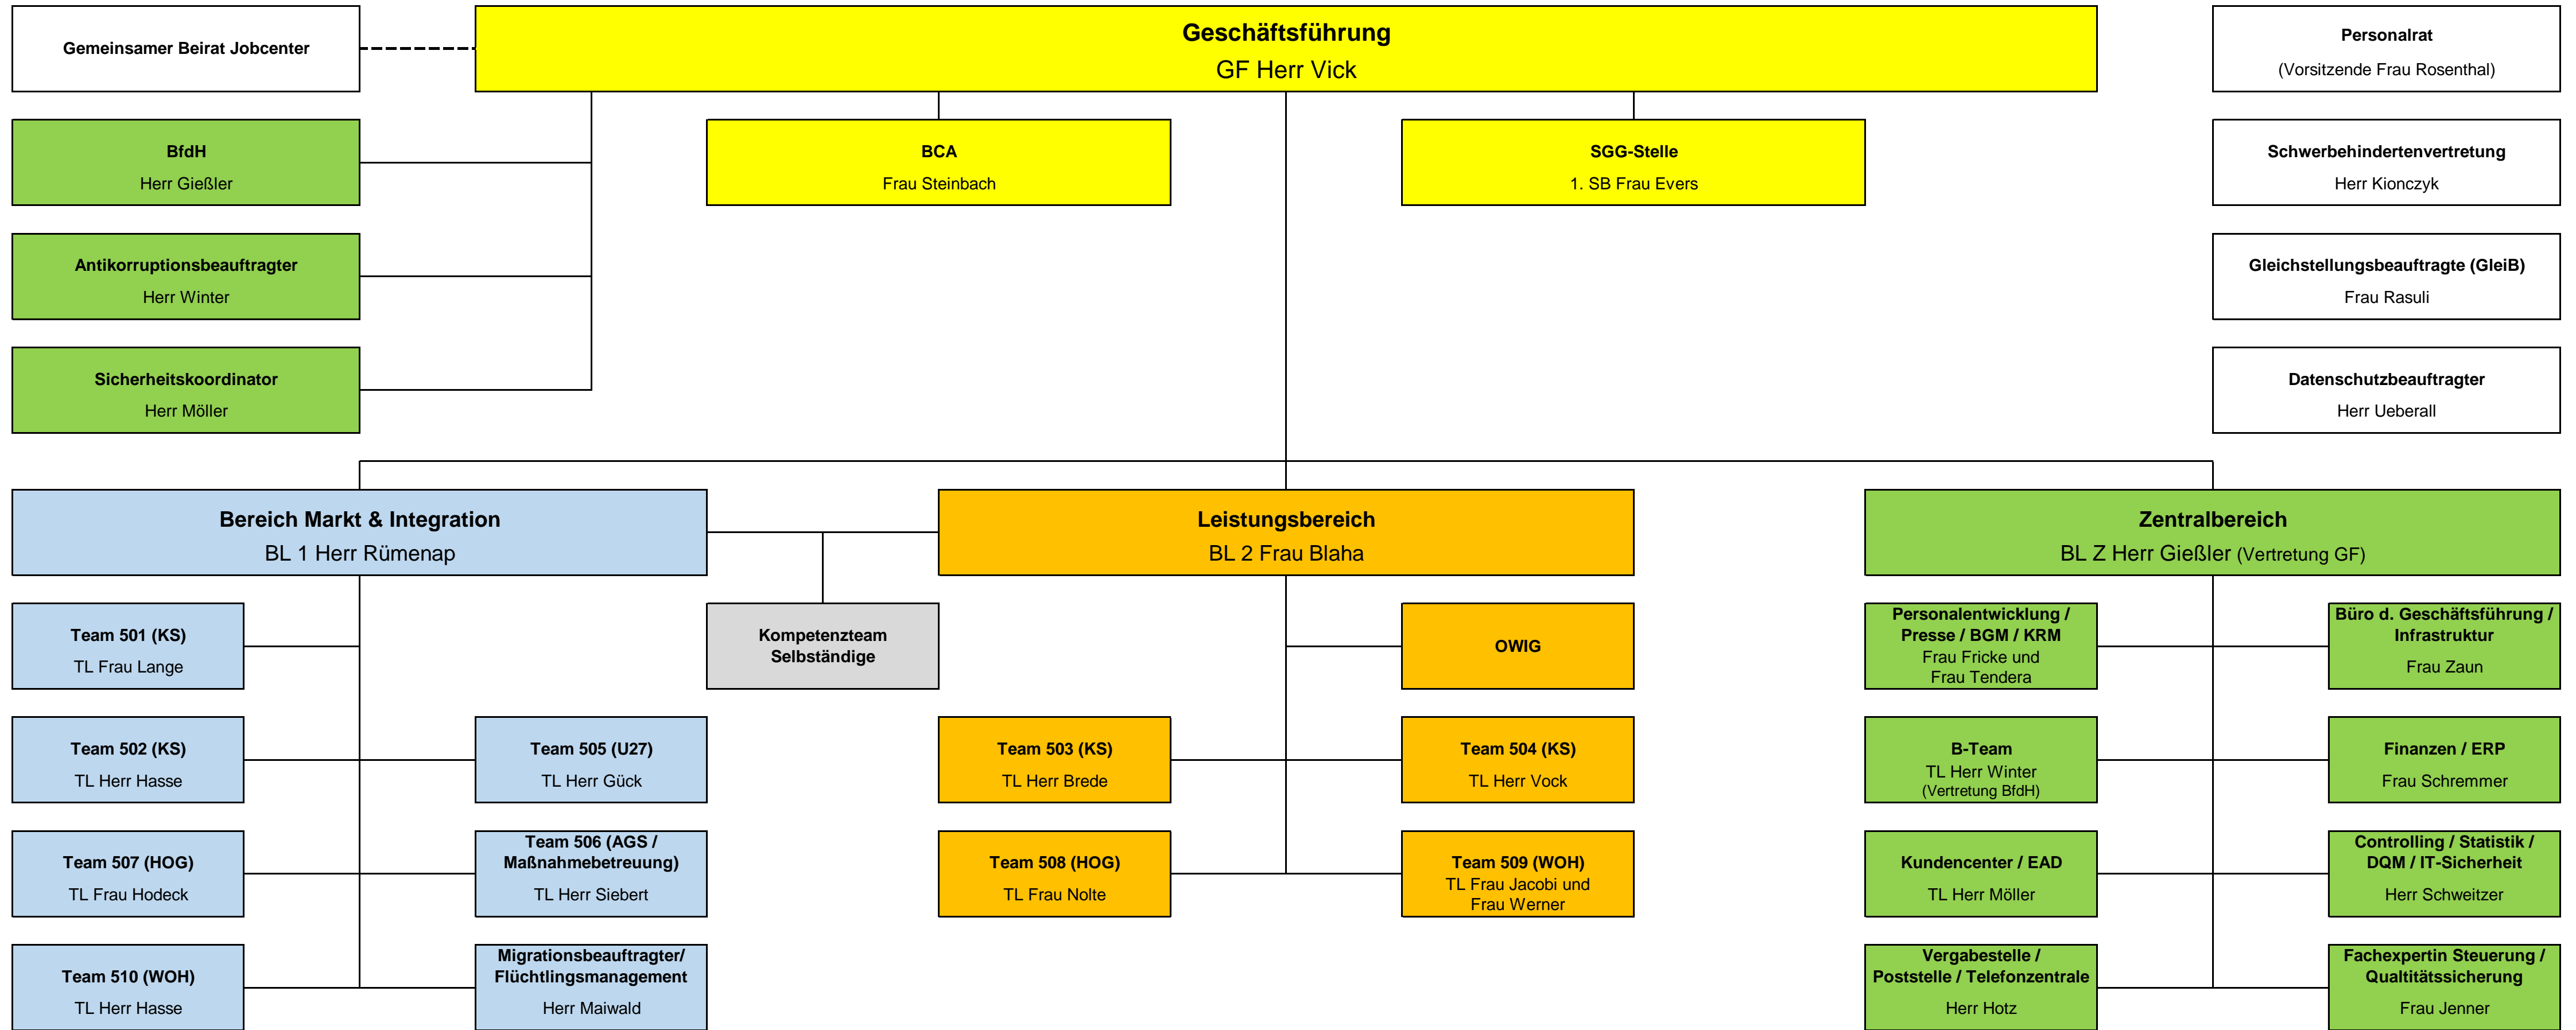 Gemeinsamer Beirat Jobcenter
Geschäftsführung
GF Herr Vick
Personalrat
(Vorsitzende Frau Rosenthal)
BfdH
Herr Gießler
BCA
Frau Steinbach
SGG-Stelle
1. SB Frau Evers
Schwerbehindertenvertretung
Herr Kionczyk
Antikorruptionsbeauftragter
Herr Winter
Gleichstellungsbeauftragte (GleiB)
Frau Rasuli
Sicherheitskoordinator
Herr Möller
Datenschutzbeauftragter
Herr Ueberall
Bereich Markt & Integration
BL 1 Herr Rümenap
Leistungsbereich
BL 2 Frau Blaha
Zentralbereich
BL Z Herr Gießler (Vertretung GF)
Team 501 (KS)
TL Frau Lange
Kompetenzteam
Selbständige
OWIG
Personalentwicklung /
Presse / BGM / KRM
Frau Fricke und
Frau Tendera
Büro d. Geschäftsführung /
Infrastruktur
Frau Zaun
Team 502 (KS)
TL Herr Hasse
Team 505 (U27)
TL Herr Gück
Team 503 (KS)
TL Herr Brede
Team 504 (KS)
TL Herr Vock
B-Team
TL Herr Winter
(Vertretung BfdH)
Finanzen / ERP
Frau Schremmer
Team 507 (HOG)
TL Frau Hodeck
Team 506 (AGS /
Maßnahmebetreuung)
TL Herr Siebert
Team 508 (HOG)
TL Frau Nolte
Team 509 (WOH)
TL Frau Jacobi und
Frau Werner
Kundencenter / EAD
TL Herr Möller
Controlling / Statistik /
DQM / IT-Sicherheit
Herr Schweitzer
Team 510 (WOH)
TL Herr Hasse
Migrationsbeauftragter/
Flüchtlingsmanagement
Herr Maiwald
Vergabestelle /
Poststelle / Telefonzentrale
Herr Hotz
Fachexpertin Steuerung /
Qualtitätssicherung
Frau Jenner